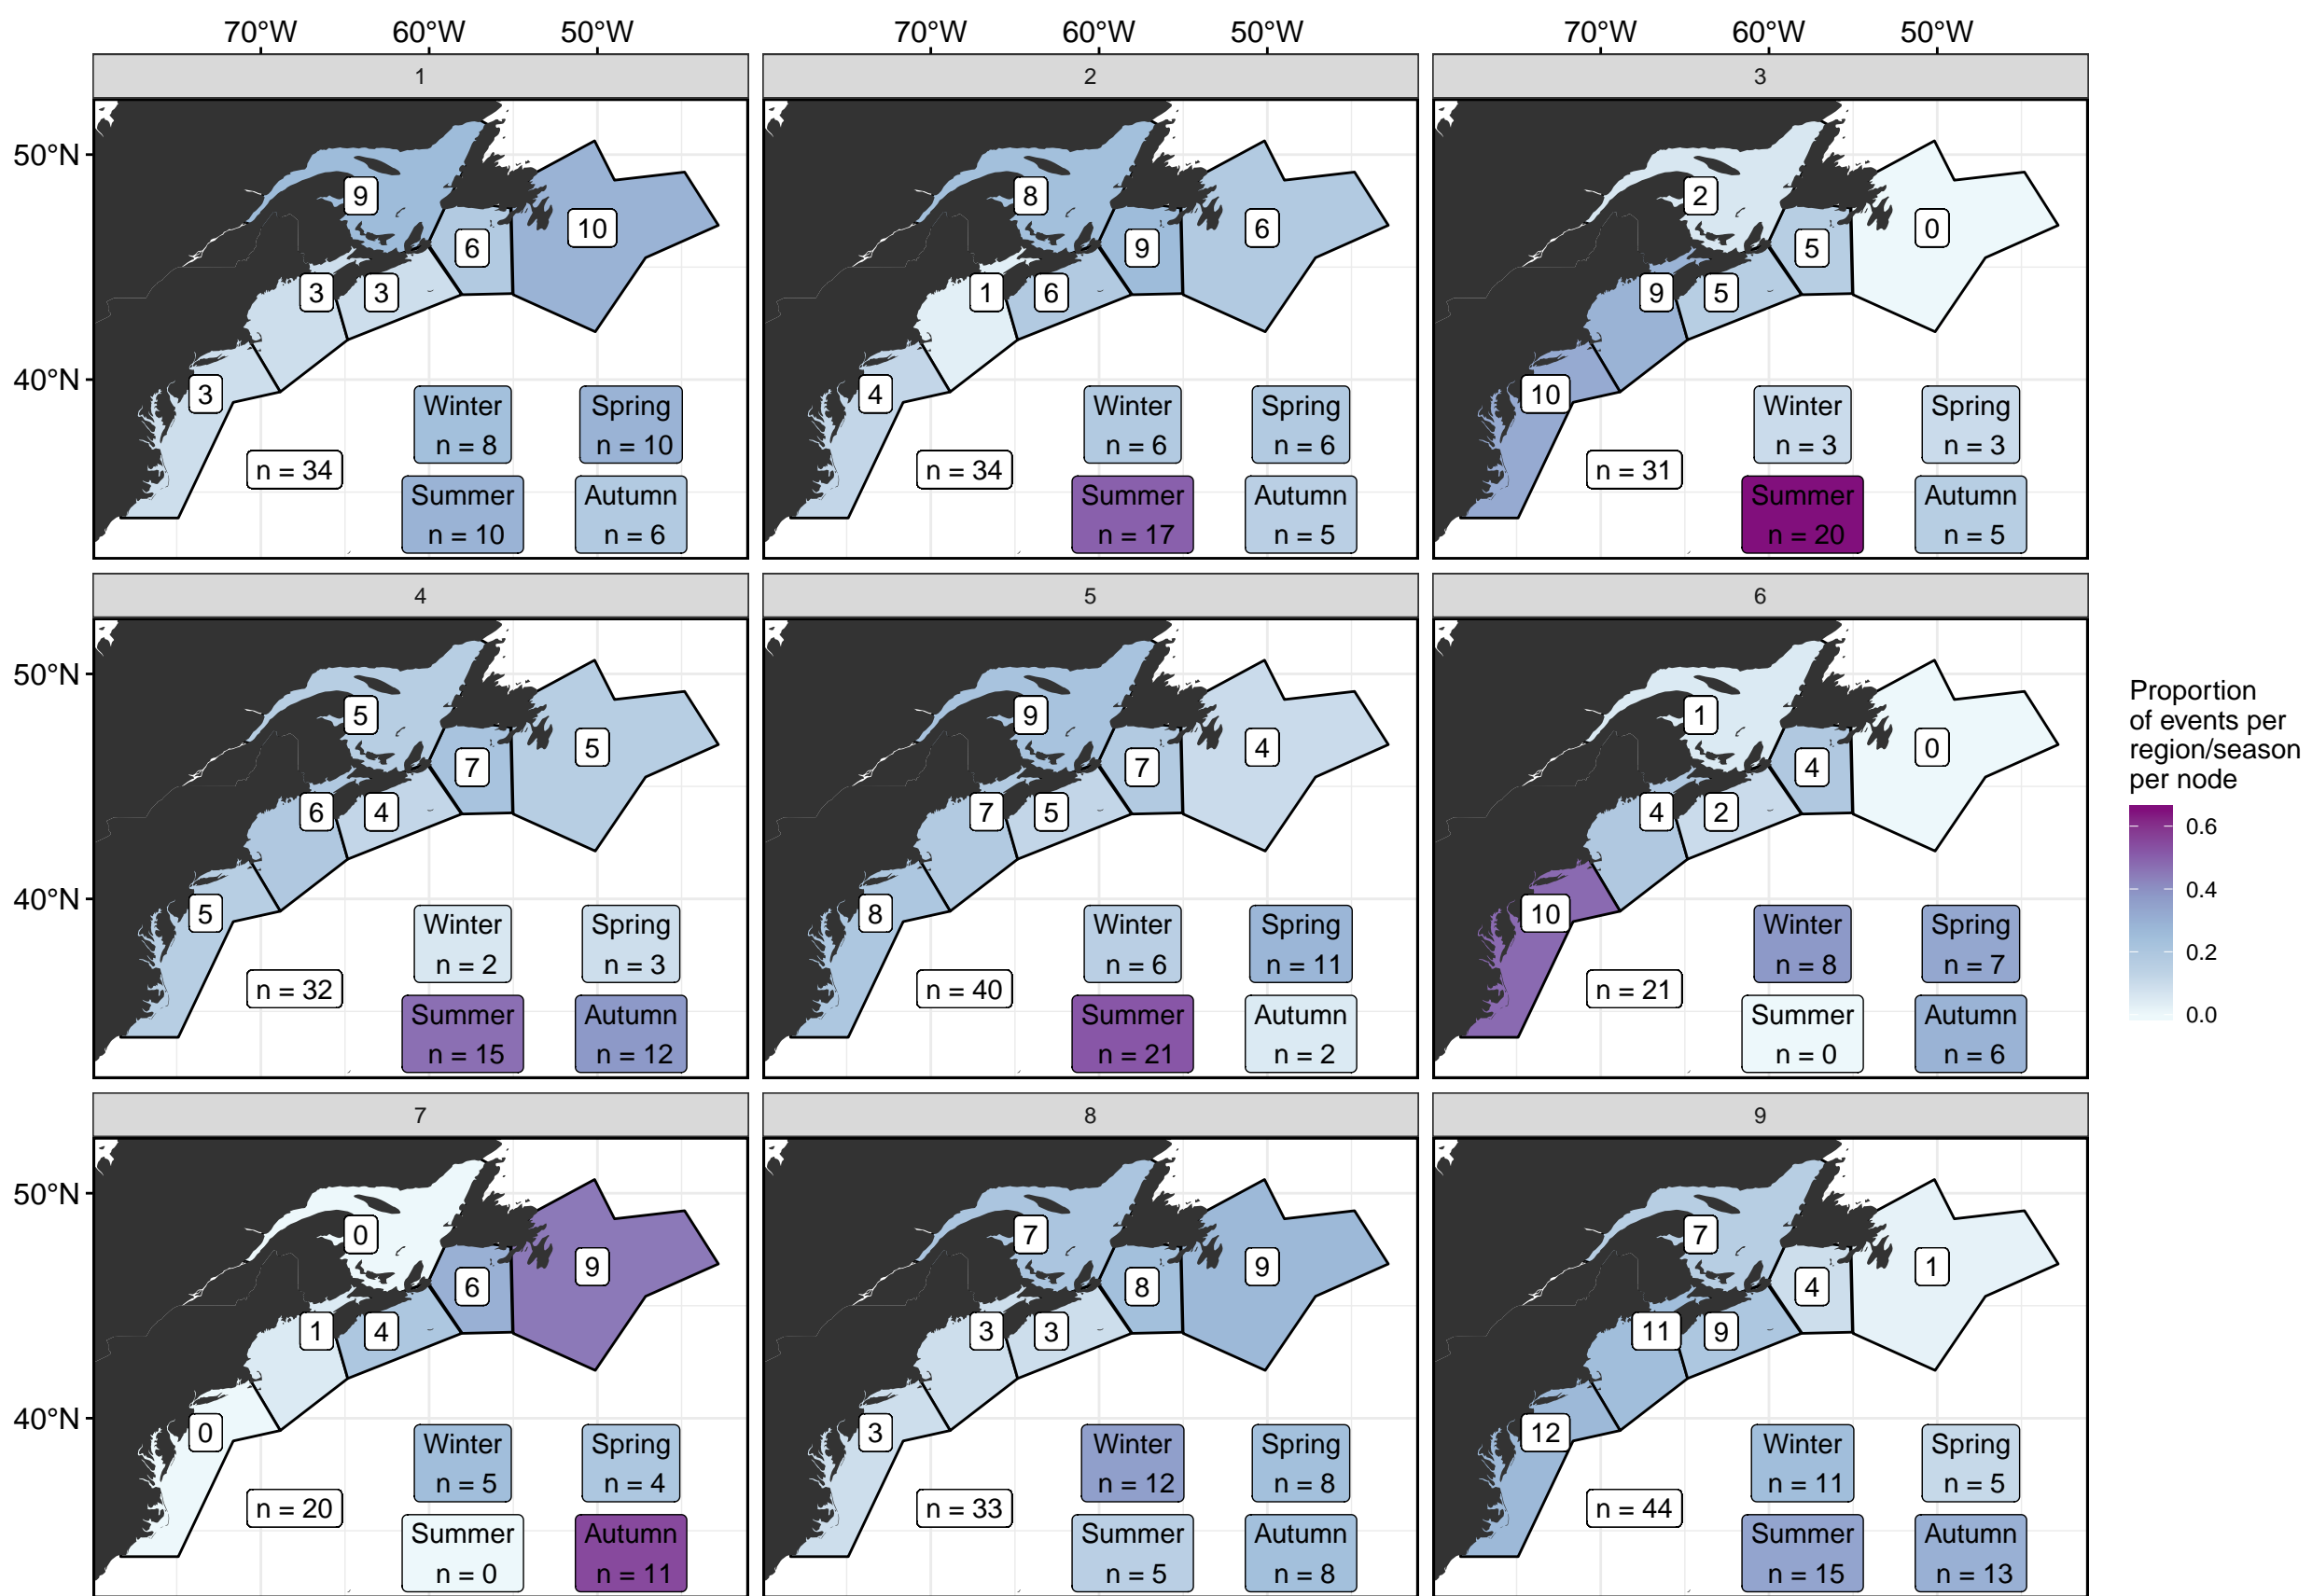 70°W 60°W 50°W 70°W 60°W 50°W 70°W 60°W 50°W
1 2 3
50°N
9 10 6 3 3 3
8 6 9 1 6 4
2 0 5 9 5 10
40°N
Winter Spring Winter Spring Winter Spring
n = 8 n = 10 n = 6 n = 6 n = 3 n = 3
n = 34 n = 34 n = 31
Summer Autumn Summer Autumn Summer Autumn
n = 10 n = 6 n = 17 n = 5 n = 20 n = 5
4 5 6
50°N
5 5 7 6 4 5
9 4 7 7 5 8
1 0 4 4 2 10
40°N
Winter Spring Winter Spring Winter Spring
n = 2 n = 3 n = 6 n = 11 n = 8 n = 7
n = 32 n = 40 n = 21
Summer Autumn Summer Autumn Summer Autumn
n = 15 n = 12 n = 21 n = 2 n = 0 n = 6
Proportion
of events per
region/season
per node
0.6
0.4
0.2
0.0
7 8 9
50°N
0 9 6 1 4 0
7 9 8 3 3 3
7 1 4 11 9 12
40°N
Winter Spring Winter Spring Winter Spring
n = 5 n = 4 n = 12 n = 8 n = 11 n = 5
n = 20 n = 33 n = 44
Summer Autumn Summer Autumn Summer Autumn
n = 0 n = 11 n = 5 n = 8 n = 15 n = 13